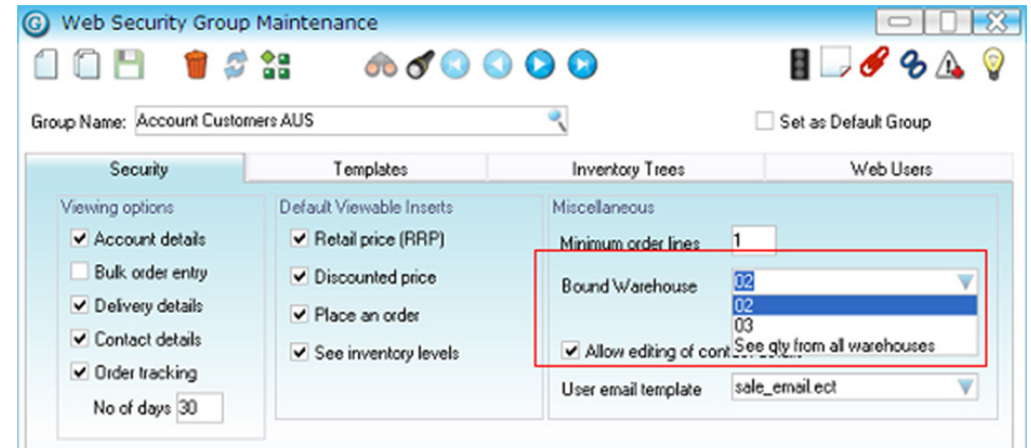 Web Security Group Maintenance
Group Name: Account Customers AUS
Set as Default Group
Security
Templates
Inventory Trees
Web Users
Viewing options
Account details
Bulk order entry
Delivery details
Contact details
Order tracking
No of days 30
Default Viewable Inserts
Retail price (RRP)
Discounted price
Place an order
See inventory levels
Miscellaneous
Minimum order lines 1
Bound Warehouse 02
02
03
See qty from all warehouses
Allow editing of
User email template sale_email.ect